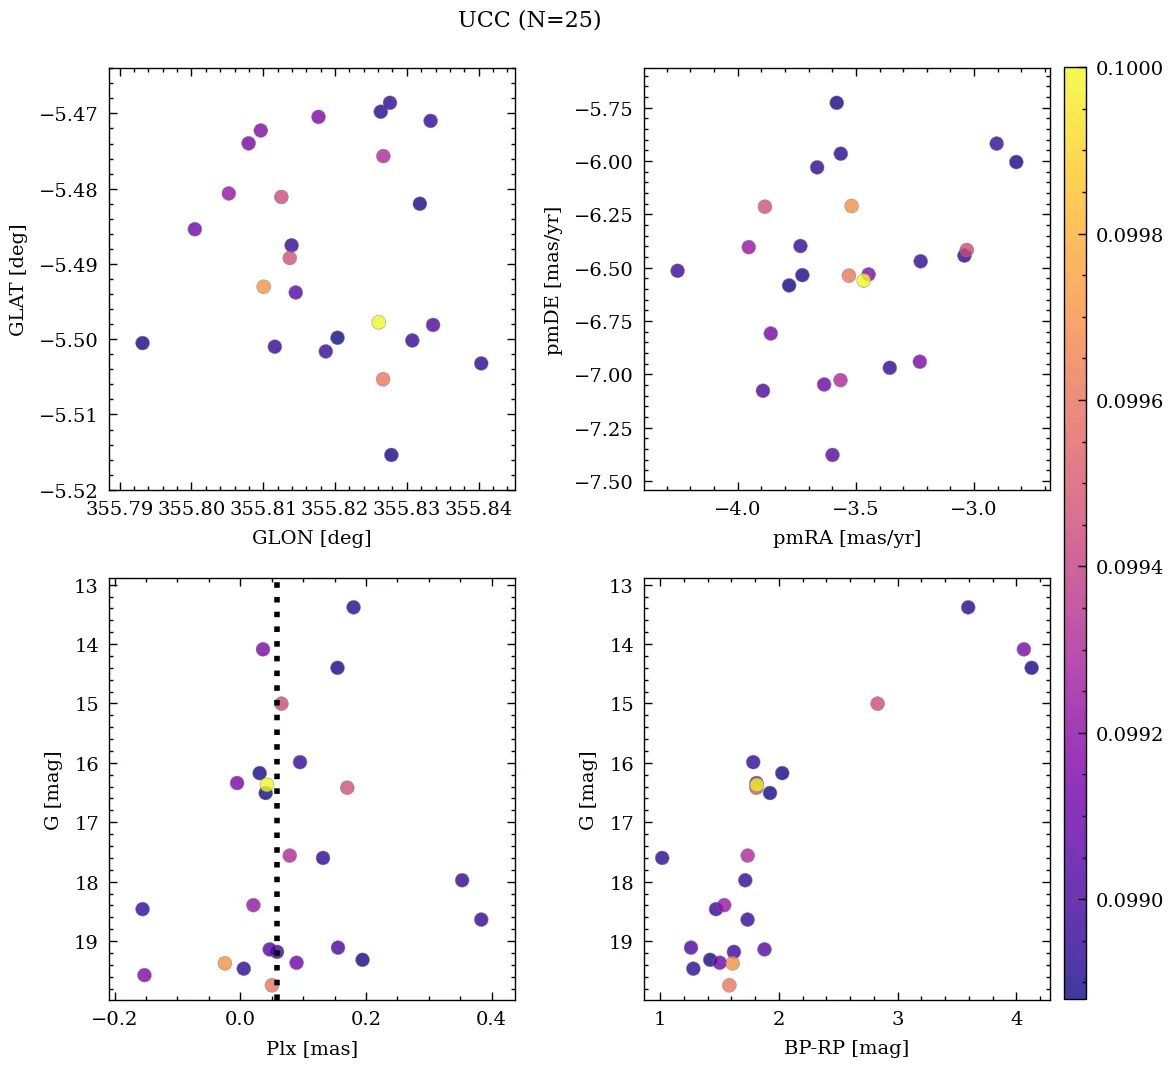 UCC (N=25)
−5.47
−5.48
−5.49
−5.50
−5.51
−5.52
GLAT [deg]
355.79 355.80 355.81 355.82 355.83 355.84
GLON [deg]
−5.75
−6.00
−6.25
−6.50
−6.75
−7.00
−7.25
−7.50
pmDE [mas/yr]
−4.0 −3.5 −3.0
pmRA [mas/yr]
0.1000
0.0998
0.0996
0.0994
0.0992
0.0990
13
14
15
16
17
18
19
G [mag]
−0.2 0.0 0.2 0.4
Plx [mas]
13
14
15
16
17
18
19
G [mag]
1 2 3 4
BP-RP [mag]